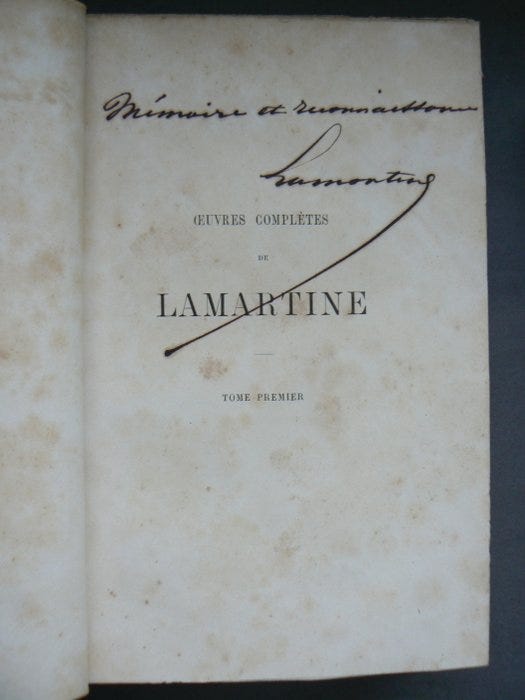 Mémoire et reconnaissance
Lamartine
ŒUVRES COMPLÈTES
DE
LAMARTINE
TOME PREMIER